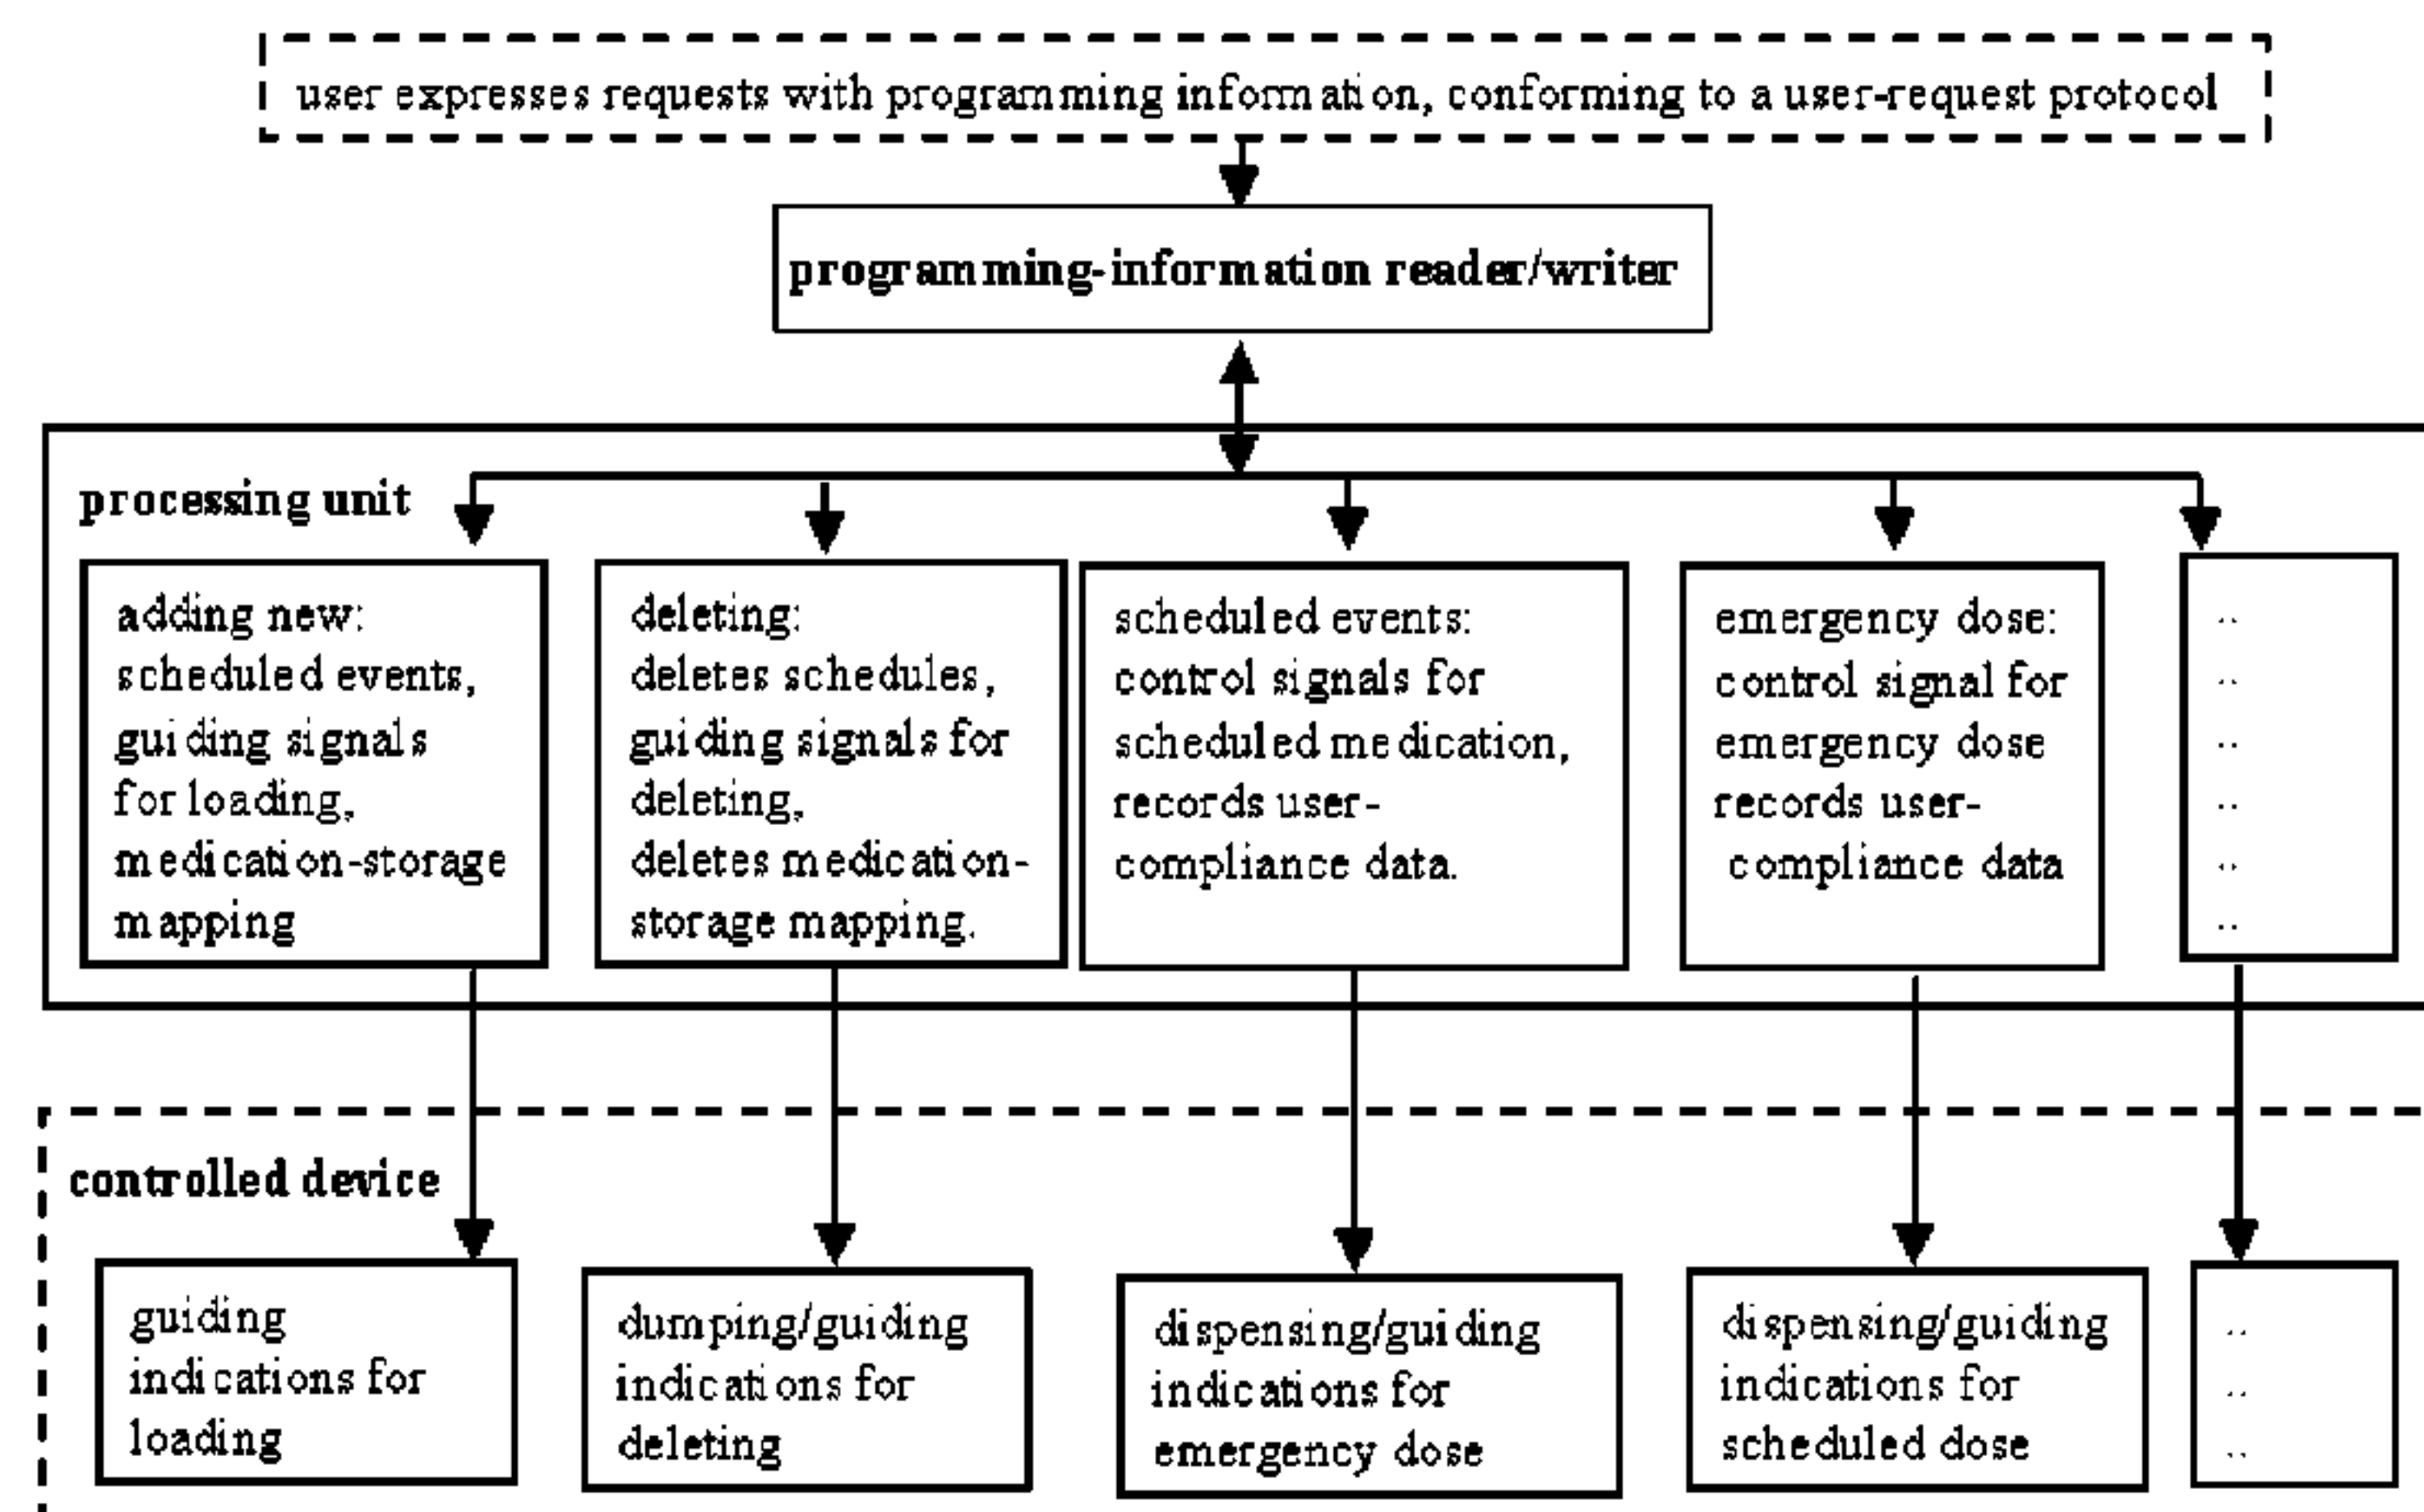 user expresses requests with programming information, conforming to a user-request protocol
programming-information reader/writer
processing unit
adding new:
scheduled events,
guiding signals
for loading,
medication-storage
mapping
deleting:
deletes schedules,
guiding signals for
deleting,
deletes medication-
storage mapping.
scheduled events:
control signals for
scheduled medication,
records user-
compliance data.
emergency dose:
control signal for
emergency dose
records user-
compliance data
..
..
..
..
..
..
controlled device
guiding
indications for
loading
dumping/guiding
indications for
deleting
dispensing/guiding
indications for
emergency dose
dispensing/guiding
indications for
scheduled dose
..
..
..